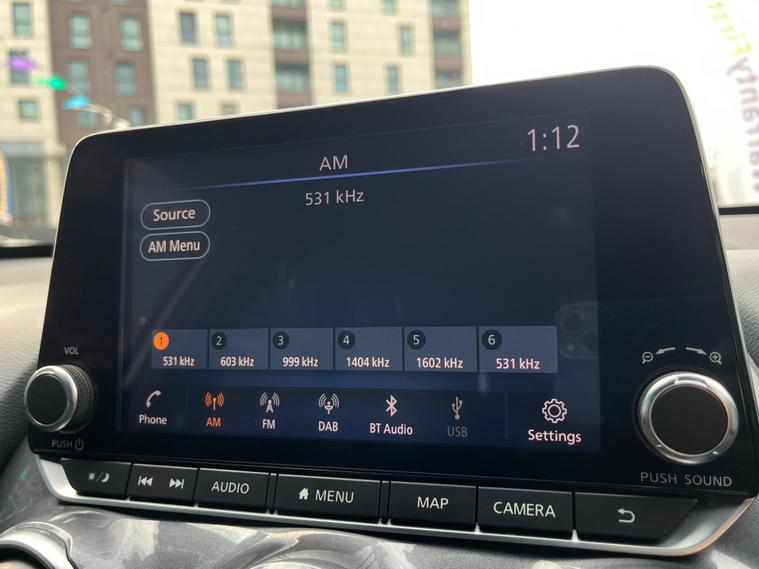 WarrantyFirst
AM
1:12
531 kHz
Source
AM Menu
1
2
3
4
5
6
531 kHz
603 kHz
999 kHz
1404 kHz
1602 kHz
531 kHz
Phone
AM
FM
DAB
BT Audio
USB
Settings
VOL
PUSH
PUSH SOUND
AUDIO
MENU
MAP
CAMERA